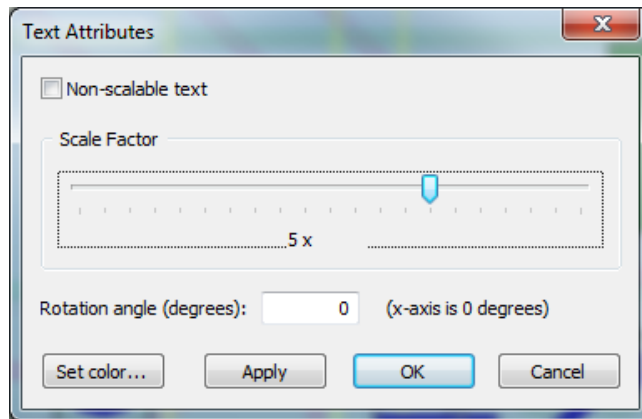 Text Attributes
Non-scalable text
Scale Factor
5 x
Rotation angle (degrees): 0 (x-axis is 0 degrees)
Set color... Apply OK Cancel